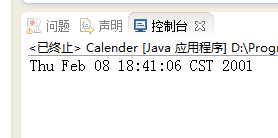 问题 声明 控制台
<已终止> Calender [Java 应用程序] D:\Progr
Thu Feb 08 18:41:06 CST 2001